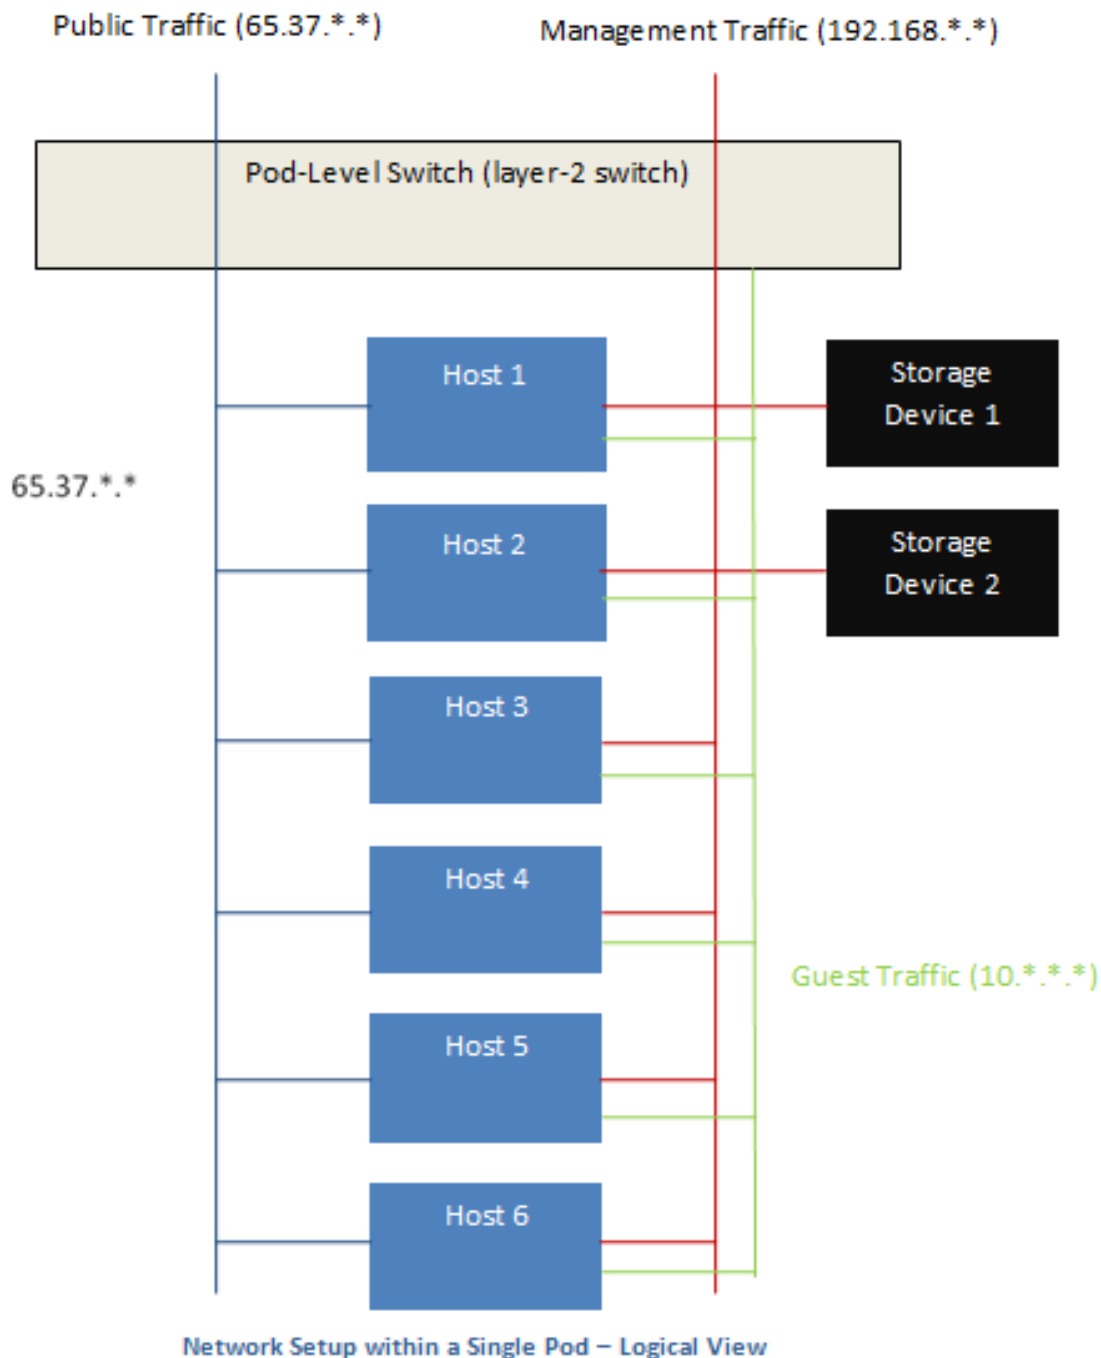 Public Traffic (65.37.*.*)
Management Traffic (192.168.*.*)
Pod-Level Switch (layer-2 switch)
Host 1
Storage
Device 1
65.37.*.*
Host 2
Storage
Device 2
Host 3
Host 4
Guest Traffic (10.*.*.*)
Host 5
Host 6
Network Setup within a Single Pod – Logical View